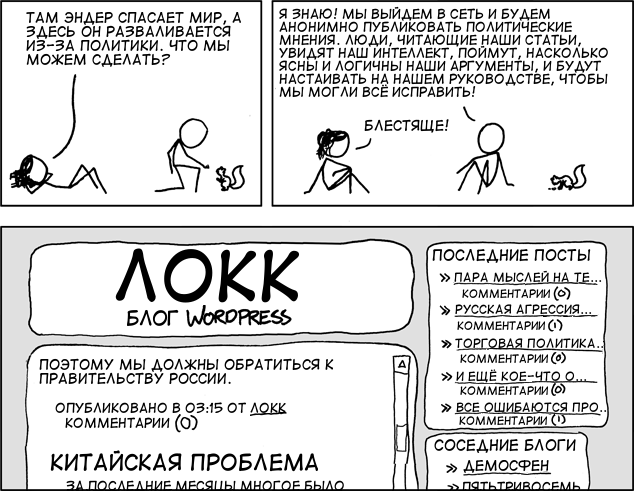 ТАМ ЭНДЕР СПАСАЕТ МИР, А
ЗДЕСЬ ОН РАЗВАЛИВАЕТСЯ
ИЗ-ЗА ПОЛИТИКИ. ЧТО МЫ
МОЖЕМ СДЕЛАТЬ?
Я ЗНАЮ! МЫ ВЫЙДЕМ В СЕТЬ И БУДЕМ
АНОНИМНО ПУБЛИКОВАТЬ ПОЛИТИЧЕСКИЕ
МНЕНИЯ. ЛЮДИ, ЧИТАЮЩИЕ НАШИ СТАТЬИ,
УВИДЯТ НАШ ИНТЕЛЛЕКТ, ПОЙМУТ, НАСКОЛЬКО
ЯСНЫ И ЛОГИЧНЫ НАШИ АРГУМЕНТЫ, И БУДУТ
НАСТАИВАТЬ НА НАШЕМ РУКОВОДСТВЕ, ЧТОБЫ
МЫ МОГЛИ ВСЁ ИСПРАВИТЬ!
БЛЕСТЯЩЕ!
ЛОКК
БЛОГ WORDPRESS
ПОЭТОМУ МЫ ДОЛЖНЫ ОБРАТИТЬСЯ К
ПРАВИТЕЛЬСТВУ РОССИИ.
ОПУБЛИКОВАНО В 03:15 ОТ ЛОКК
КОММЕНТАРИИ (0)
КИТАЙСКАЯ ПРОБЛЕМА
ЗА ПОСЛЕДНИЕ МЕСЯЦЫ МНОГОЕ БЫЛО
ПОСЛЕДНИЕ ПОСТЫ
» ПАРА МЫСЛЕЙ НА ТЕ...
КОММЕНТАРИИ (0)
» РУССКАЯ АГРЕССИЯ...
КОММЕНТАРИИ (1)
» ТОРГОВАЯ ПОЛИТИКА...
КОММЕНТАРИИ (0)
» И ЕЩЁ КОЕ-ЧТО О...
КОММЕНТАРИИ (0)
» ВСЕ ОШИБАЮТСЯ ПРО...
КОММЕНТАРИИ (1)
СОСЕДНИЕ БЛОГИ
» ДЕМОСФЕН
» ПЯТЬТРИВОСЕМЬ